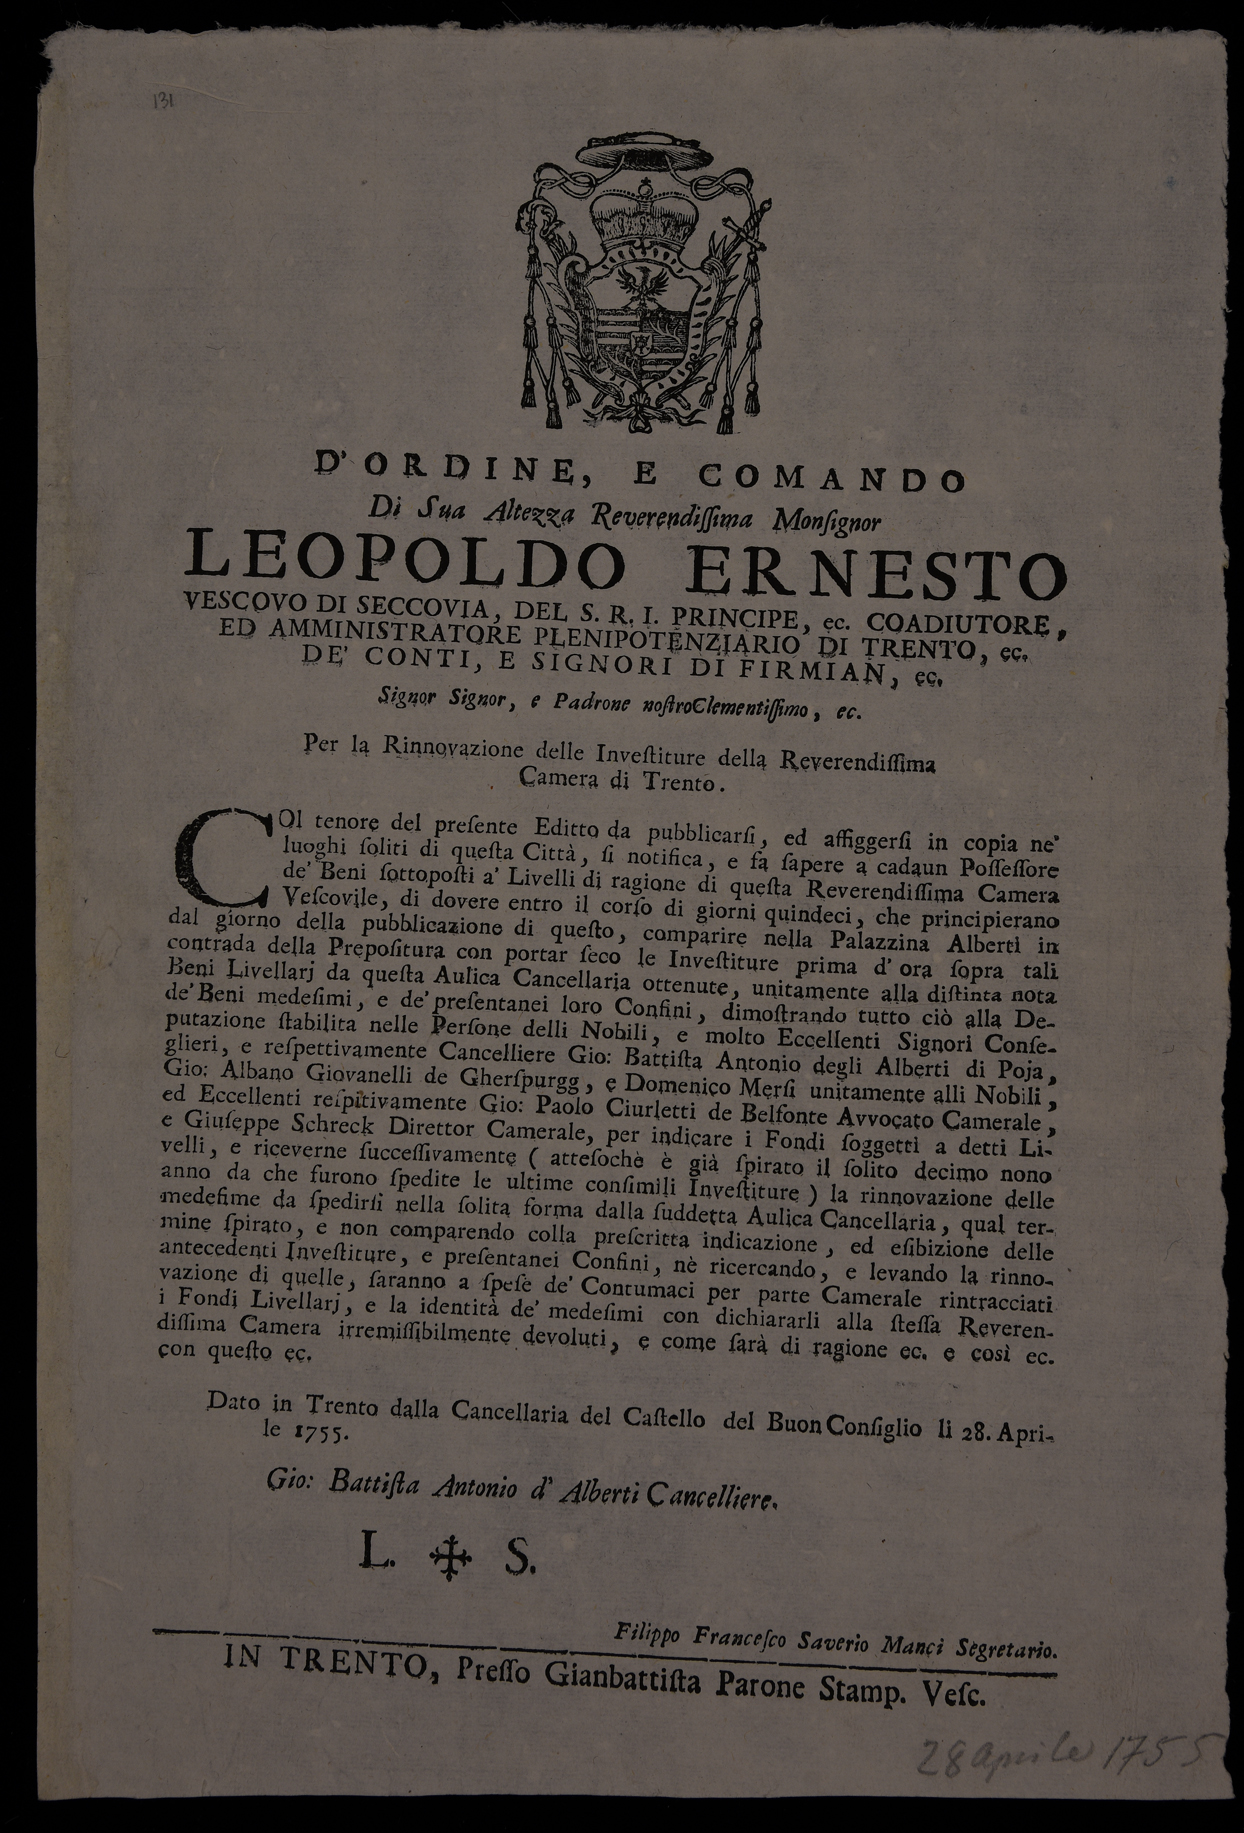 131
D'ORDINE, E COMANDO
Di Sua Altezza Reverendiſſima Monſignor
LEOPOLDO ERNESTO
VESCOVO DI SECCOVIA, DEL S. R. I. PRINCIPE, ec. COADIUTORE,
ED AMMINISTRATORE PLENIPOTENZIARIO DI TRENTO, ec.
DE' CONTI, E SIGNORI DI FIRMIAN, ec.
Signor Signor, e Padrone noſtroClementiſſimo, ec.
Per la Rinnovazione delle Inveſtiture della Reverendiſſima
Camera di Trento.
COl tenore del preſente Editto da pubblicarſi, ed affiggerſi in copia ne'
luoghi ſoliti di queſta Città, ſi notifica, e fa ſapere a cadaun Poſſeſſore
de' Beni ſottopoſti a' Livelli di ragione di queſta Reverendiſſima Camera
Veſcovile, di dovere entro il corſo di giorni quindeci, che principierano
dal giorno della pubblicazione di queſto, comparire nella Palazzina Alberti in
contrada della Prepoſitura con portar ſeco le Inveſtiture prima d' ora ſopra tali
Beni Livellarj da queſta Aulica Cancellaria ottenute, unitamente alla diſtinta nota
de' Beni medeſimi, e de' preſentanei loro Confini, dimoſtrando tutto ciò alla De-
putazione ſtabilita nelle Perſone delli Nobili, e molto Eccellenti Signori Conſe-
glieri, e reſpettivamente Cancelliere Gio: Battiſta Antonio degli Alberti di Poja,
Gio: Albano Giovanelli de Gherſpurgg, e Domenico Merſi unitamente alli Nobili,
ed Eccellenti reſpitivamente Gio: Paolo Ciurletti de Belfonte Avvocato Camerale,
e Giuſeppe Schreck Direttor Camerale, per indicare i Fondi ſoggetti a detti Li-
velli, e riceverne ſucceſſivamente ( atteſochè è già ſpirato il ſolito decimo nono
anno da che furono ſpedite le ultime conſimili Inveſtiture ) la rinnovazione delle
medeſime da ſpedirſi nella ſolita forma dalla ſuddetta Aulica Cancellaria, qual ter-
mine ſpirato, e non comparendo colla preſcritta indicazione, ed eſibizione delle
antecedenti Inveſtiture, e preſentanei Confini, nè ricercando, e levando la rinno-
vazione di quelle, ſaranno a ſpeſe de' Contumaci per parte Camerale rintracciati
i Fondi Livellarj, e la identità de' medeſimi con dichiararli alla ſteſſa Reveren-
diſſima Camera irremiſſibilmente devoluti, e come ſarà di ragione ec. e così ec.
con queſto ec.
Dato in Trento dalla Cancellaria del Caſtello del Buon Conſiglio li 28. Apri-
le 1755.
Gio: Battiſta Antonio d' Alberti Cancelliere.
L. ✠ S.
Filippo Franceſco Saverio Manci Segretario.
IN TRENTO, Preſſo Gianbattiſta Parone Stamp. Veſc.
28 aprile 1755